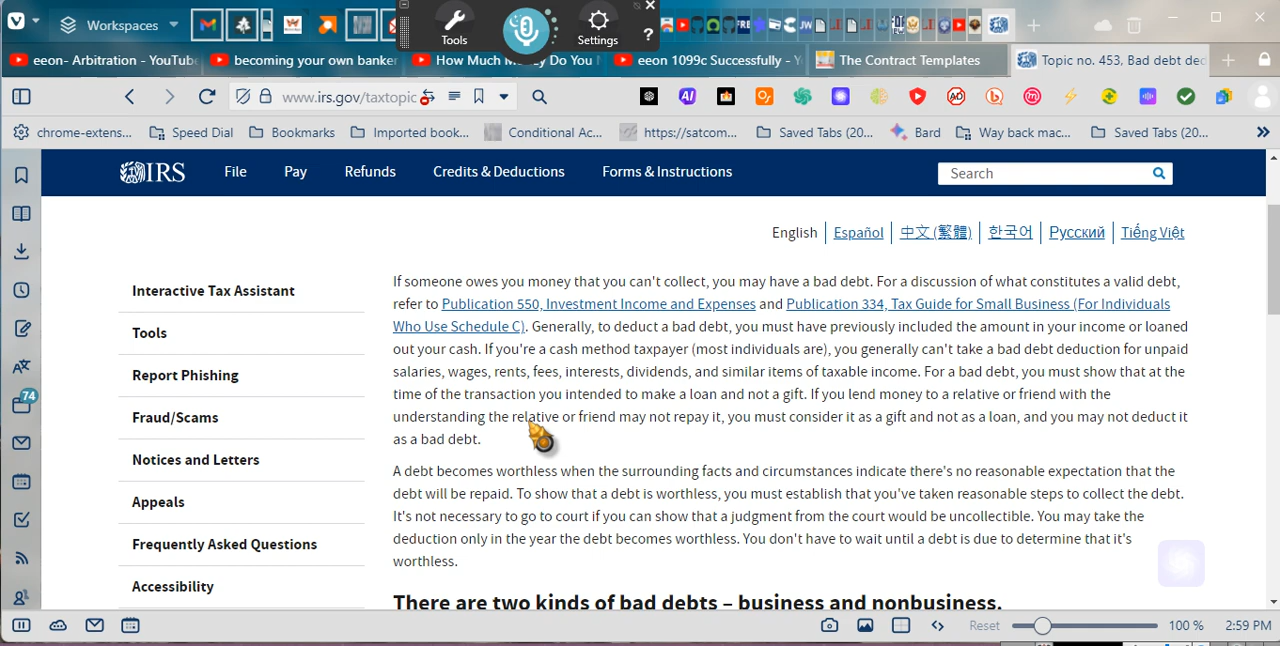 Workspaces
Tools
Settings
?
eeon- Arbitration - YouTube
becoming your own banker
How Much Money Do You
eeon 1099c Successfully - Y
The Contract Templates
Topic no. 453, Bad debt ded
www.irs.gov/taxtopic
chrome-exten...
Speed Dial
Bookmarks
Imported book...
Conditional Ac...
https://satcom...
Saved Tabs (20...
Bard
Way back mac...
Saved Tabs (20...
IRS
File
Pay
Refunds
Credits & Deductions
Forms & Instructions
Search
English
Español
中文 (繁體)
한국어
Русский
Tiếng Việt
Interactive Tax Assistant
Tools
Report Phishing
Fraud/Scams
74
Notices and Letters
Appeals
Frequently Asked Questions
Accessibility
If someone owes you money that you can't collect, you may have a bad debt. For a discussion of what constitutes a valid debt,
refer to Publication 550, Investment Income and Expenses and Publication 334, Tax Guide for Small Business (For Individuals
Who Use Schedule C). Generally, to deduct a bad debt, you must have previously included the amount in your income or loaned
out your cash. If you're a cash method taxpayer (most individuals are), you generally can't take a bad debt deduction for unpaid
salaries, wages, rents, fees, interests, dividends, and similar items of taxable income. For a bad debt, you must show that at the
time of the transaction you intended to make a loan and not a gift. If you lend money to a relative or friend with the
understanding the relative or friend may not repay it, you must consider it as a gift and not as a loan, and you may not deduct it
as a bad debt.
A debt becomes worthless when the surrounding facts and circumstances indicate there's no reasonable expectation that the
debt will be repaid. To show that a debt is worthless, you must establish that you've taken reasonable steps to collect the debt.
It's not necessary to go to court if you can show that a judgment from the court would be uncollectible. You may take the
deduction only in the year the debt becomes worthless. You don't have to wait until a debt is due to determine that it's
worthless.
There are two kinds of bad debts – business and nonbusiness.
Reset
100 %
2:59 PM